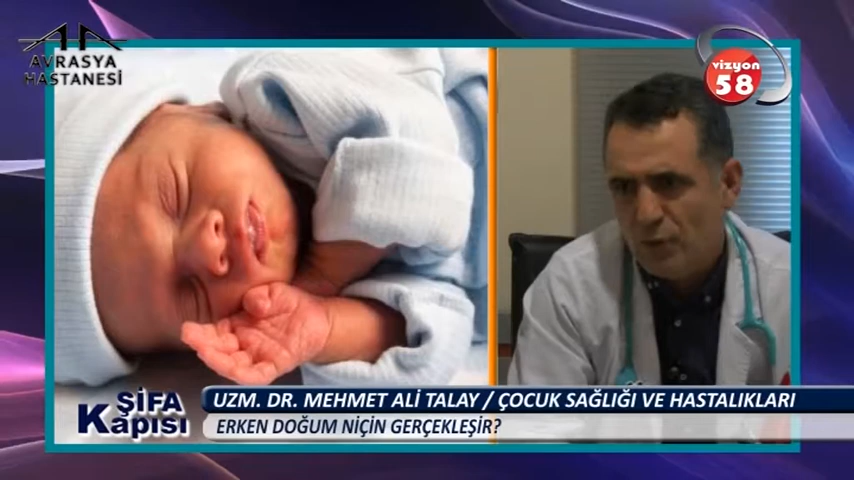 AVRASYA
HASTANESİ
vizyon
58
ŞİFA
Kapısı
UZM. DR. MEHMET ALİ TALAY / ÇOCUK SAĞLIĞI VE HASTALIKLARI
ERKEN DOĞUM NİÇİN GERÇEKLEŞİR?